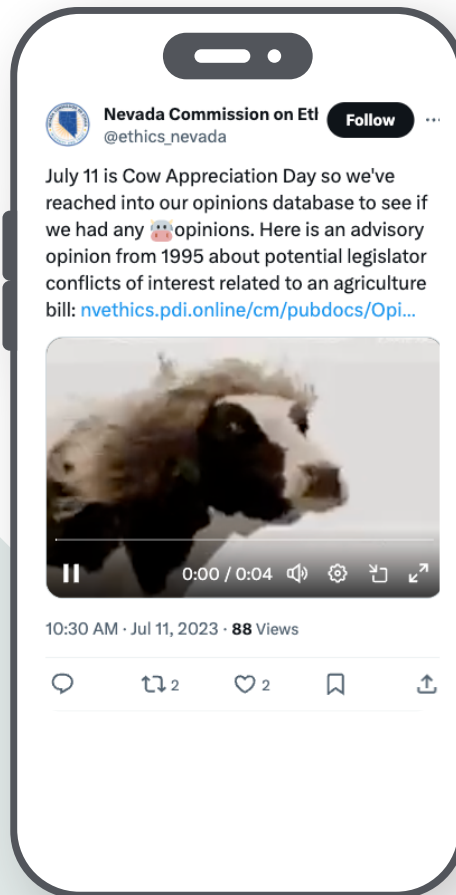 Nevada Commission on Eth
Follow
@ethics_nevada
July 11 is Cow Appreciation Day so we've
reached into our opinions database to see if
we had any 🐮opinions. Here is an advisory
opinion from 1995 about potential legislator
conflicts of interest related to an agriculture
bill: nvethics.pdi.online/cm/pubdocs/Opi...
0:00 / 0:04
10:30 AM · Jul 11, 2023 · 88 Views
2
2